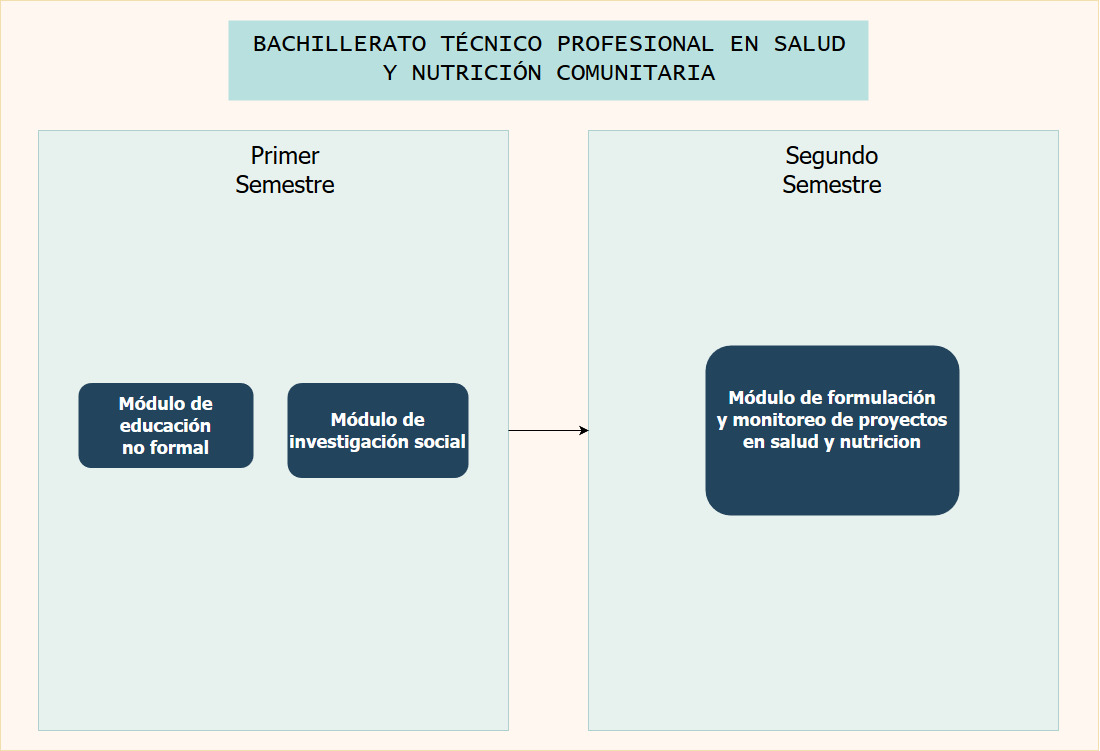 BACHILLERATO TÉCNICO PROFESIONAL EN SALUD
Y NUTRICIÓN COMUNITARIA
Primer
Semestre
Segundo
Semestre
Módulo de
educación
no formal
Módulo de
investigación social
Módulo de formulación
y monitoreo de proyectos
en salud y nutricion